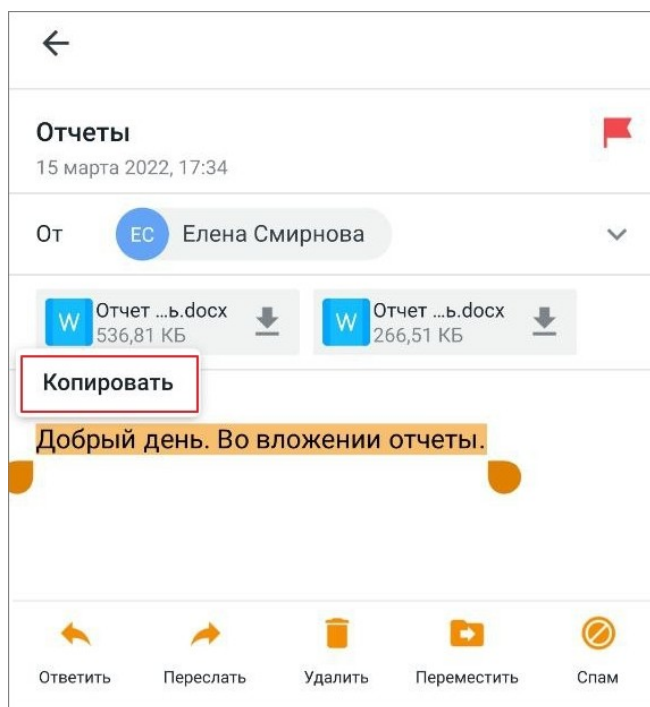 Отчеты
15 марта 2022, 17:34
От ЕС Елена Смирнова
W Отчет ...ь.docx W Отчет ...ь.docx
536,81 КБ 266,51 КБ
Копировать
Добрый день. Во вложении отчеты.
Ответить Переслать Удалить Переместить Спам